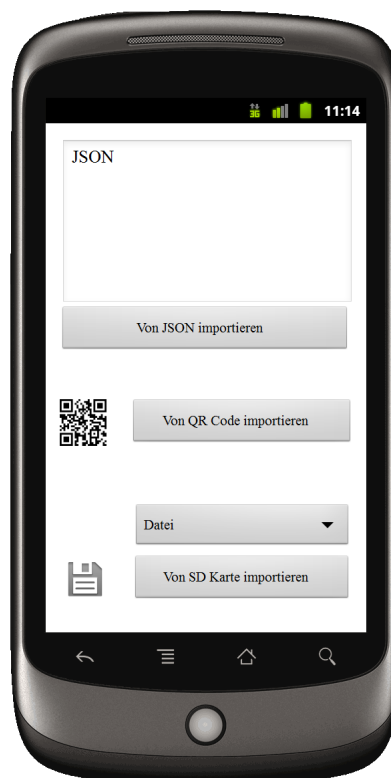 3G
11:14
JSON
Von JSON importieren
Von QR Code importieren
Datei
Von SD Karte importieren